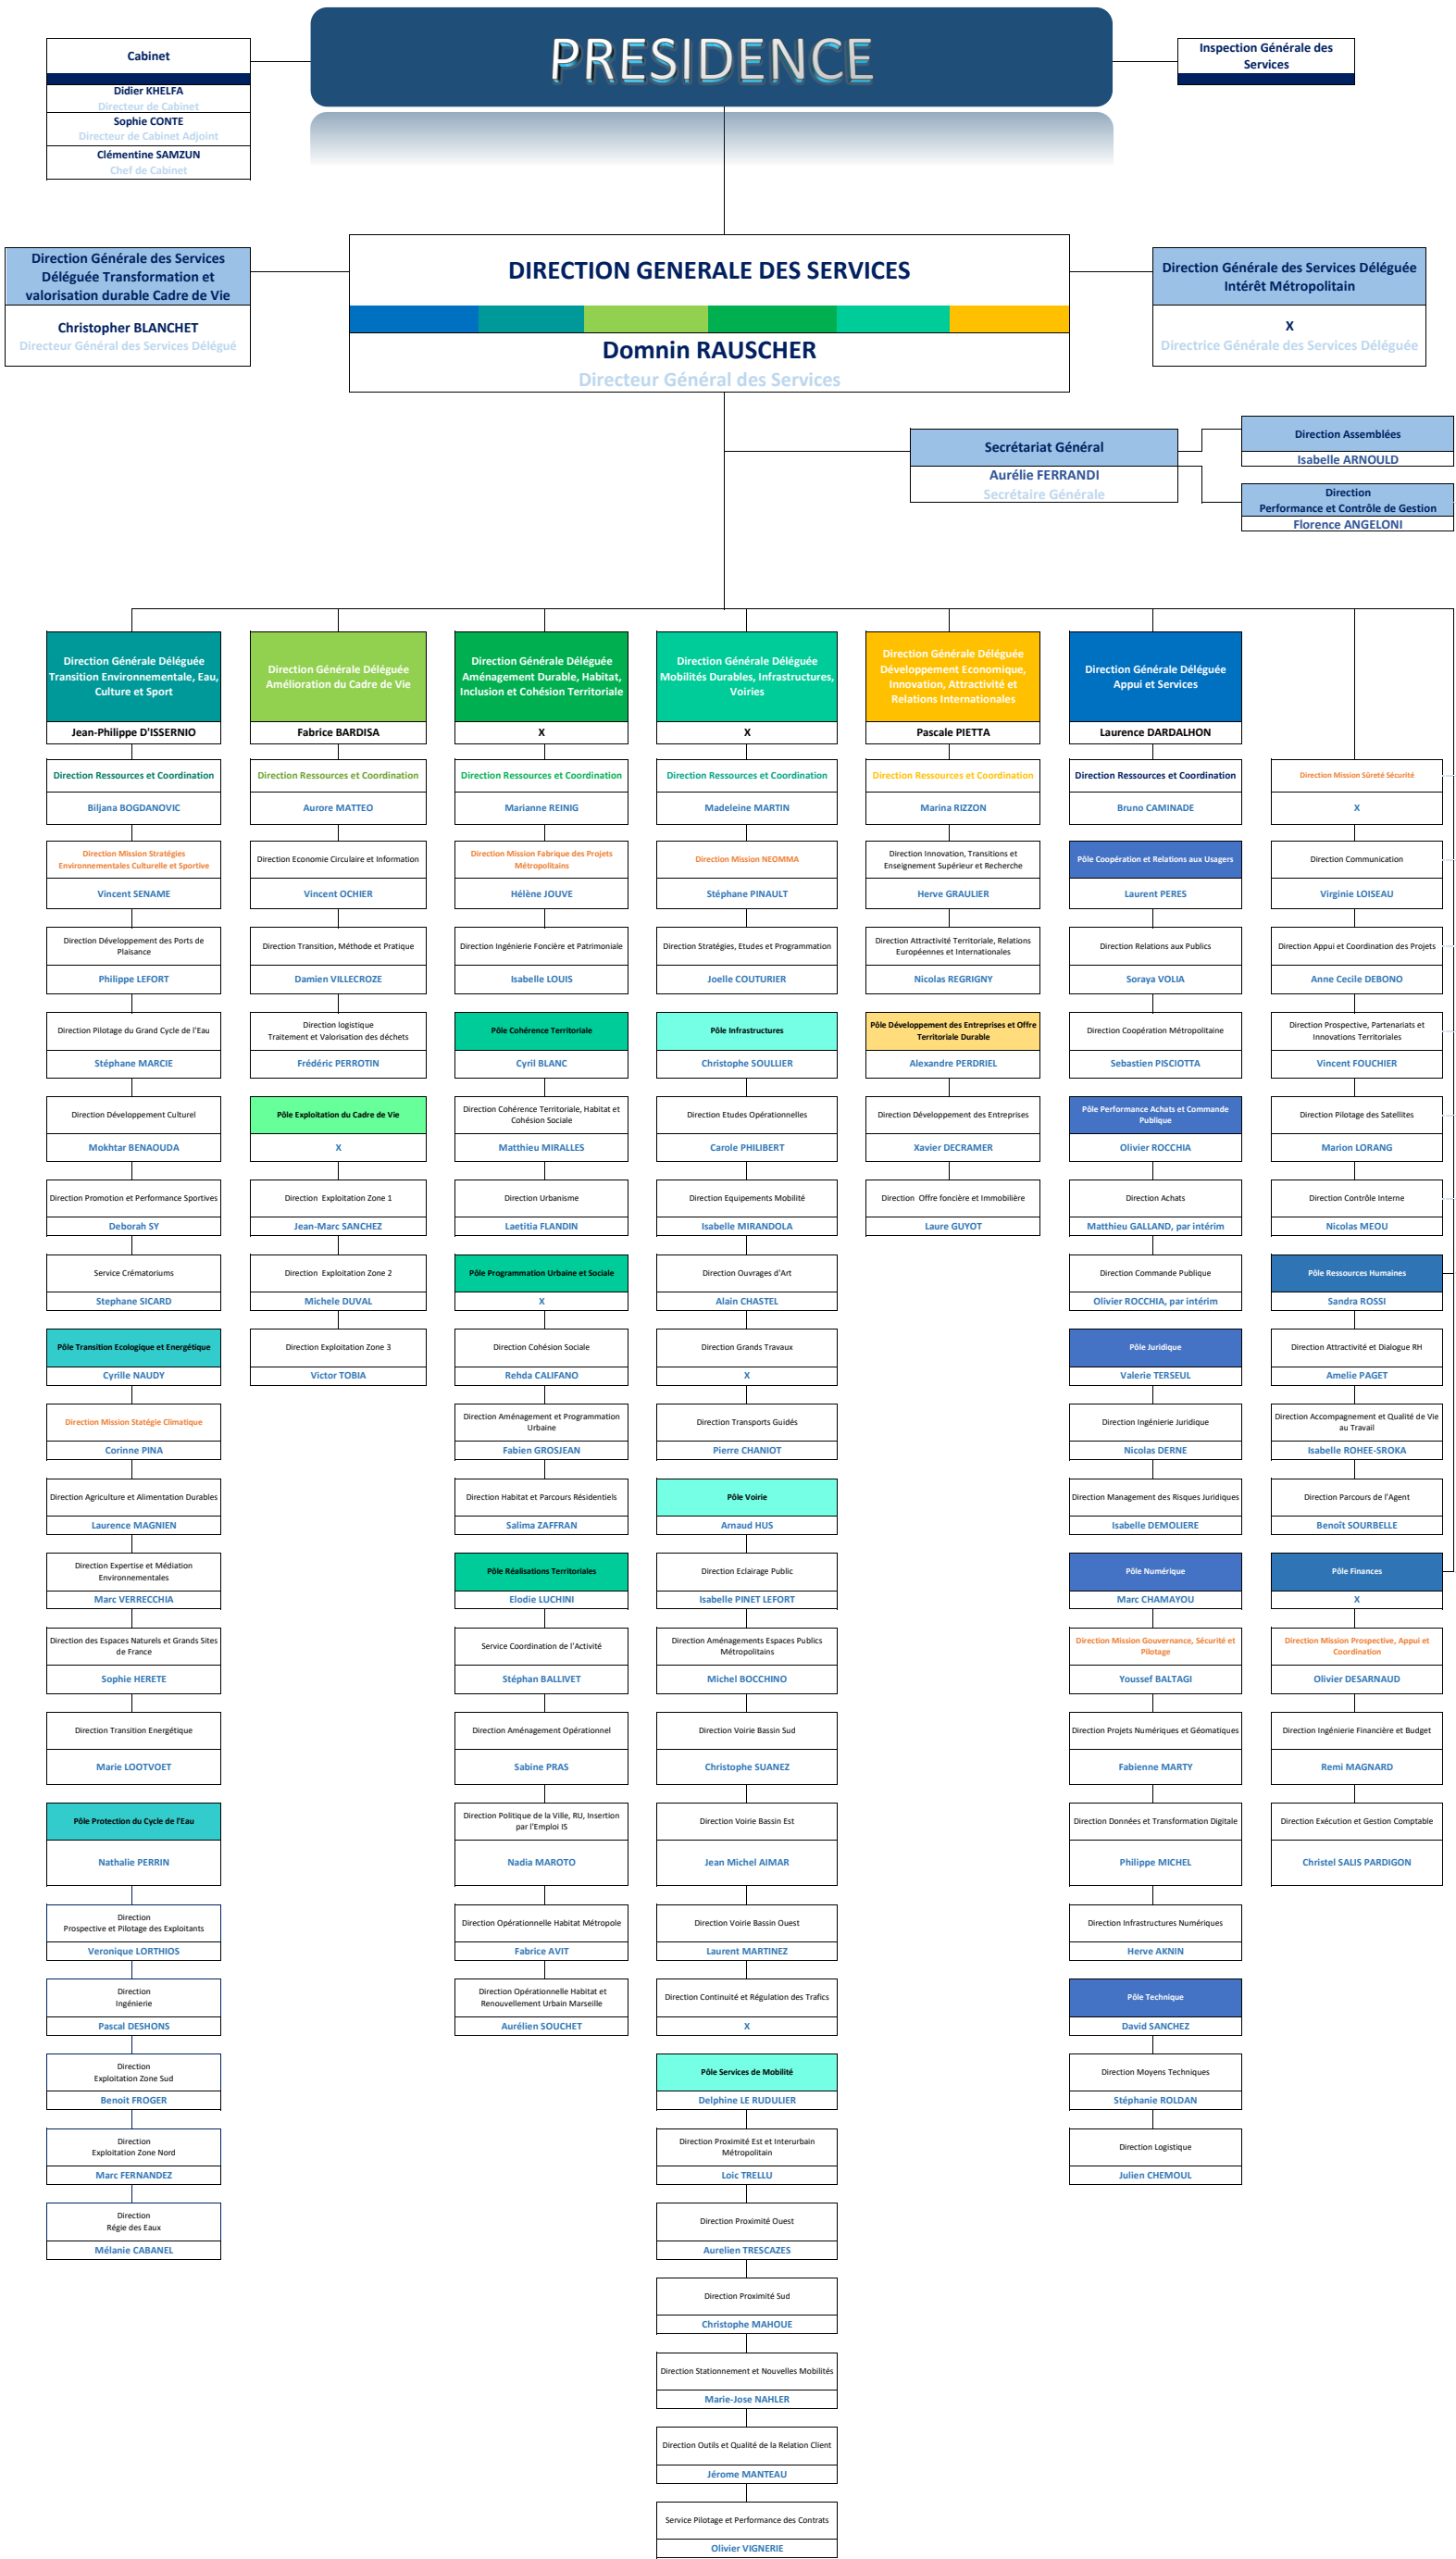 PRESIDENCE
Cabinet
Didier KHELFA
Directeur de Cabinet
Sophie CONTE
Directeur de Cabinet Adjoint
Clémentine SAMZUN
Chef de Cabinet
Inspection Générale des
Services
Direction Générale des Services
Déléguée Transformation et
valorisation durable Cadre de Vie
Christopher BLANCHET
Directeur Général des Services Délégué
DIRECTION GENERALE DES SERVICES
Domnin RAUSCHER
Directeur Général des Services
Direction Générale des Services Déléguée
Intérêt Métropolitain
X
Directrice Générale des Services Déléguée
Secrétariat Général
Aurélie FERRANDI
Secrétaire Générale
Direction Assemblées
Isabelle ARNOULD
Direction
Performance et Contrôle de Gestion
Florence ANGELONI
Direction Générale Déléguée
Transition Environnementale, Eau,
Culture et Sport
Jean-Philippe D'ISSERNIO
Direction Ressources et Coordination
Biljana BOGDANOVIC
Direction Mission Stratégies
Environnementales Culturelle et Sportive
Vincent SENAME
Direction Développement des Ports de
Plaisance
Philippe LEFORT
Direction Pilotage du Grand Cycle de l'Eau
Stéphane MARCIE
Direction Développement Culturel
Mokhtar BENAOUDA
Direction Promotion et Performance Sportives
Deborah SY
Service Crématoriums
Stephane SICARD
Pôle Transition Ecologique et Energétique
Cyrille NAUDY
Direction Mission Statégie Climatique
Corinne PINA
Direction Agriculture et Alimentation Durables
Laurence MAGNIEN
Direction Expertise et Médiation
Environnementales
Marc VERRECCHIA
Direction des Espaces Naturels et Grands Sites
de France
Sophie HERETE
Direction Transition Energétique
Marie LOOTVOET
Pôle Protection du Cycle de l'Eau
Nathalie PERRIN
Direction
Prospective et Pilotage des Exploitants
Veronique LORTHIOS
Direction
Ingénierie
Pascal DESHONS
Direction
Exploitation Zone Sud
Benoit FROGER
Direction
Exploitation Zone Nord
Marc FERNANDEZ
Direction
Régie des Eaux
Mélanie CABANEL
Direction Générale Déléguée
Amélioration du Cadre de Vie
Fabrice BARDISA
Direction Ressources et Coordination
Aurore MATTEO
Direction Economie Circulaire et Information
Vincent OCHIER
Direction Transition, Méthode et Pratique
Damien VILLECROZE
Direction logistique
Traitement et Valorisation des déchets
Frédéric PERROTIN
Pôle Exploitation du Cadre de Vie
X
Direction Exploitation Zone 1
Jean-Marc SANCHEZ
Direction Exploitation Zone 2
Michele DUVAL
Direction Exploitation Zone 3
Victor TOBIA
Direction Générale Déléguée
Aménagement Durable, Habitat,
Inclusion et Cohésion Territoriale
X
Direction Ressources et Coordination
Marianne REINIG
Direction Mission Fabrique des Projets
Métropolitains
Hélène JOUVE
Direction Ingénierie Foncière et Patrimoniale
Isabelle LOUIS
Pôle Cohérence Territoriale
Cyril BLANC
Direction Cohérence Territoriale, Habitat et
Cohésion Sociale
Matthieu MIRALLES
Direction Urbanisme
Laetitia FLANDIN
Pôle Programmation Urbaine et Sociale
X
Direction Cohésion Sociale
Rehda CALIFANO
Direction Aménagement et Programmation
Urbaine
Fabien GROSJEAN
Direction Habitat et Parcours Résidentiels
Salima ZAFFRAN
Pôle Réalisations Territoriales
Elodie LUCHINI
Service Coordination de l'Activité
Stéphan BALLIVET
Direction Aménagement Opérationnel
Sabine PRAS
Direction Politique de la Ville, RU, Insertion
par l'Emploi IS
Nadia MAROTO
Direction Opérationnelle Habitat Métropole
Fabrice AVIT
Direction Opérationnelle Habitat et
Renouvellement Urbain Marseille
Aurélien SOUCHET
Direction Générale Déléguée
Mobilités Durables, Infrastructures,
Voiries
X
Direction Ressources et Coordination
Madeleine MARTIN
Direction Mission NEOMMA
Stéphane PINAULT
Direction Stratégies, Etudes et Programmation
Joelle COUTURIER
Pôle Infrastructures
Christophe SOULLIER
Direction Etudes Opérationnelles
Carole PHILIBERT
Direction Equipements Mobilité
Isabelle MIRANDOLA
Direction Ouvrages d'Art
Alain CHASTEL
Direction Grands Travaux
X
Direction Transports Guidés
Pierre CHANIOT
Pôle Voirie
Arnaud HUS
Direction Eclairage Public
Isabelle PINET LEFORT
Direction Aménagements Espaces Publics
Métropolitains
Michel BOCCHINO
Direction Voirie Bassin Sud
Christophe SUANEZ
Direction Voirie Bassin Est
Jean Michel AIMAR
Direction Voirie Bassin Ouest
Laurent MARTINEZ
Direction Continuité et Régulation des Trafics
X
Pôle Services de Mobilité
Delphine LE RUDULIER
Direction Proximité Est et Interurbain
Métropolitain
Loic TRELLU
Direction Proximité Ouest
Aurelien TRESCAZES
Direction Proximité Sud
Christophe MAHOUE
Direction Stationnement et Nouvelles Mobilités
Marie-Jose NAHLER
Direction Outils et Qualité de la Relation Client
Jérome MANTEAU
Service Pilotage et Performance des Contrats
Olivier VIGNERIE
Direction Générale Déléguée
Développement Economique,
Innovation, Attractivité et
Relations Internationales
Pascale PIETTA
Direction Ressources et Coordination
Marina RIZZON
Direction Innovation, Transitions et
Enseignement Supérieur et Recherche
Herve GRAULIER
Direction Attractivité Territoriale, Relations
Européennes et Internationales
Nicolas REGRIGNY
Pôle Développement des Entreprises et Offre
Territoriale Durable
Alexandre PERDRIEL
Direction Développement des Entreprises
Xavier DECRAMER
Direction Offre foncière et Immobilière
Laure GUYOT
Direction Générale Déléguée
Appui et Services
Laurence DARDALHON
Direction Ressources et Coordination
Bruno CAMINADE
Pôle Coopération et Relations aux Usagers
Laurent PERES
Direction Relations aux Publics
Soraya VOLIA
Direction Coopération Métropolitaine
Sebastien PISCIOTTA
Pôle Performance Achats et Commande
Publique
Olivier ROCCHIA
Direction Achats
Matthieu GALLAND, par intérim
Direction Commande Publique
Olivier ROCCHIA, par intérim
Pôle Juridique
Valerie TERSEUL
Direction Ingénierie Juridique
Nicolas DERNE
Direction Management des Risques Juridiques
Isabelle DEMOLIERE
Pôle Numérique
Marc CHAMAYOU
Direction Mission Gouvernance, Sécurité et
Pilotage
Youssef BALTAGI
Direction Projets Numériques et Géomatiques
Fabienne MARTY
Direction Données et Transformation Digitale
Philippe MICHEL
Direction Infrastructures Numériques
Herve AKNIN
Pôle Technique
David SANCHEZ
Direction Moyens Techniques
Stéphanie ROLDAN
Direction Logistique
Julien CHEMOUL
Direction Mission Sûreté Sécurité
X
Direction Communication
Virginie LOISEAU
Direction Appui et Coordination des Projets
Anne Cecile DEBONO
Direction Prospective, Partenariats et
Innovations Territoriales
Vincent FOUCHIER
Direction Pilotage des Satellites
Marion LORANG
Direction Contrôle Interne
Nicolas MEOU
Pôle Ressources Humaines
Sandra ROSSI
Direction Attractivité et Dialogue RH
Amelie PAGET
Direction Accompagnement et Qualité de Vie
au Travail
Isabelle ROHEE-SROKA
Direction Parcours de l'Agent
Benoît SOURBELLE
Pôle Finances
X
Direction Mission Prospective, Appui et
Coordination
Olivier DESARNAUD
Direction Ingénierie Financière et Budget
Remi MAGNARD
Direction Exécution et Gestion Comptable
Christel SALIS PARDIGON